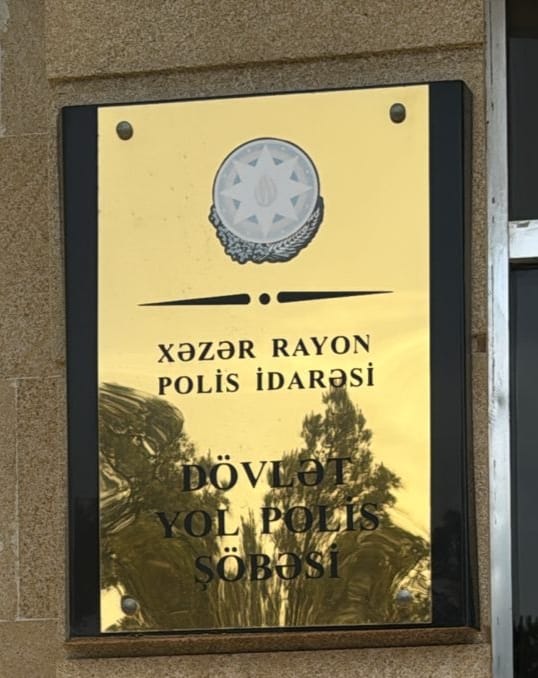 XƏZƏR RAYON
POLİS İDARƏSİ
DÖVLƏT
YOL POLİS
ŞÖBƏSİ